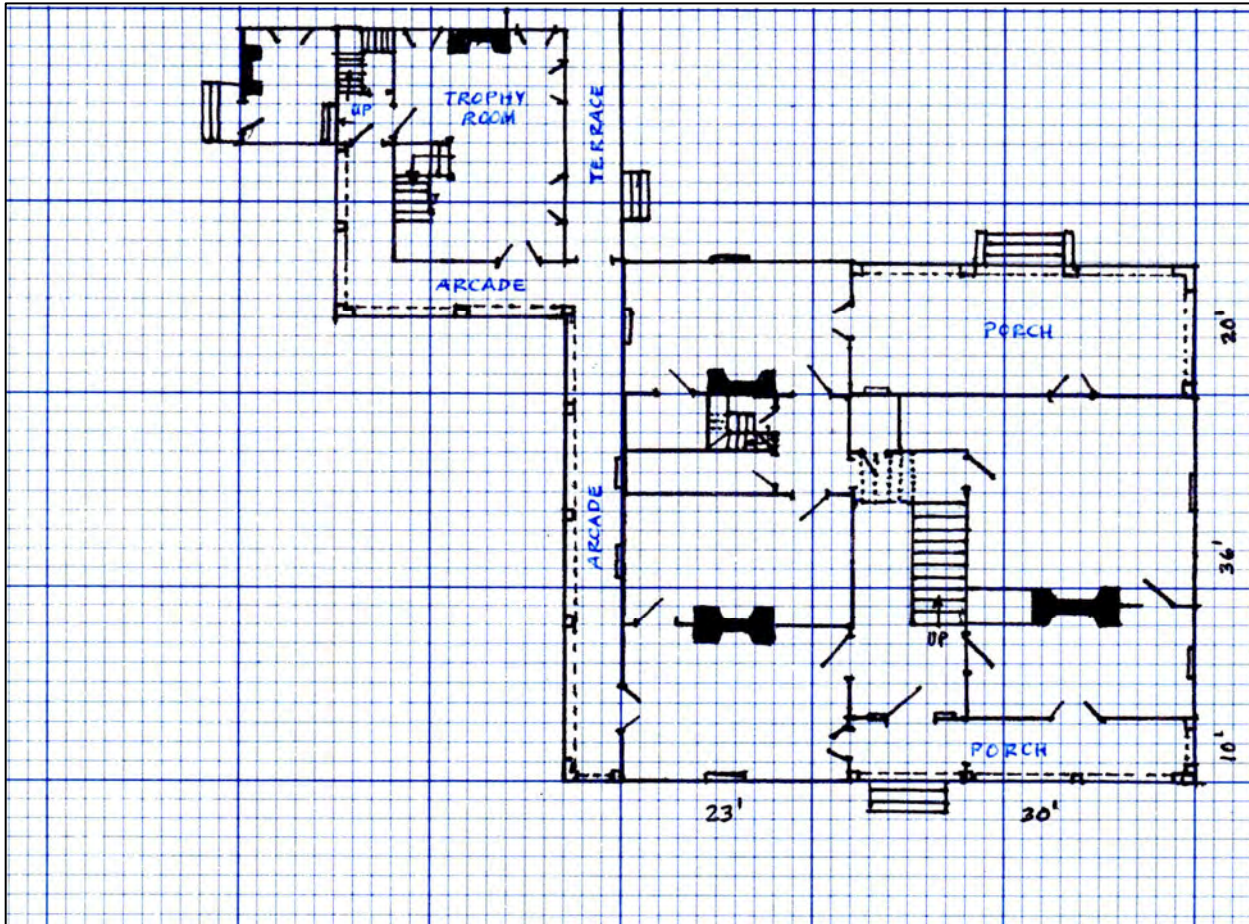 UP
TROPHY
ROOM
TERRACE
ARCADE
PORCH
20'
ARCADE
36'
UP
PORCH
10'
23'
30'